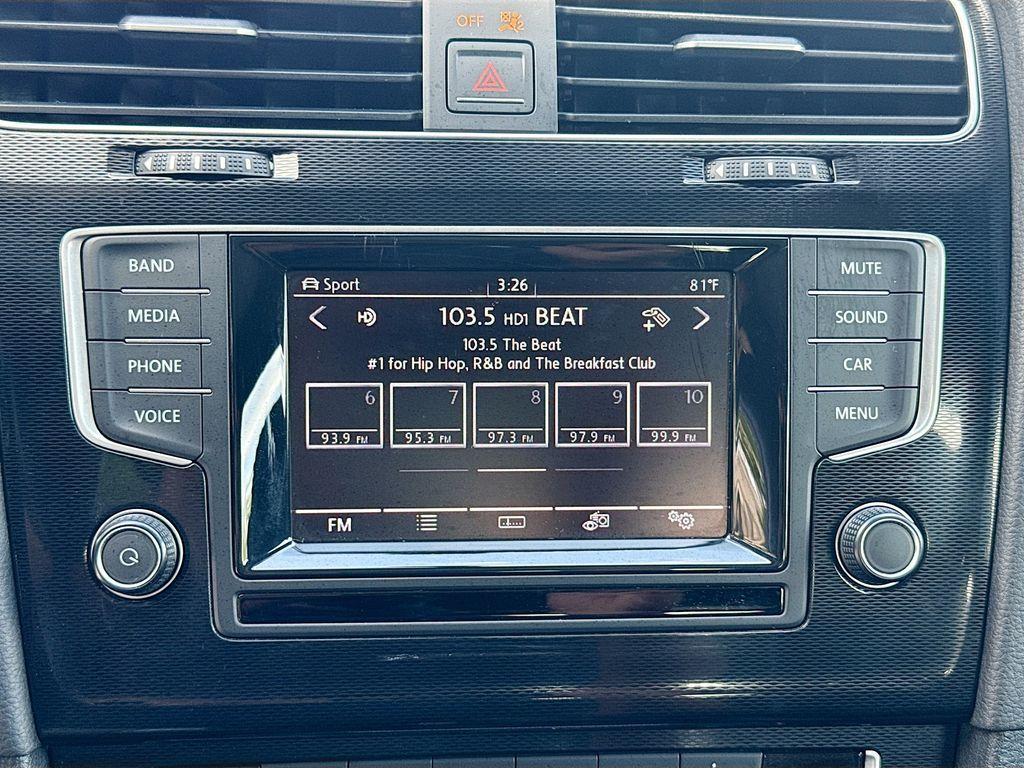 OFF
BAND
MEDIA
PHONE
VOICE
Sport 3:26 81°F
103.5 HD1 BEAT
103.5 The Beat
#1 for Hip Hop, R&B and The Breakfast Club
6 7 8 9 10
93.9 FM 95.3 FM 97.3 FM 97.9 FM 99.9 FM
FM
MUTE
SOUND
CAR
MENU